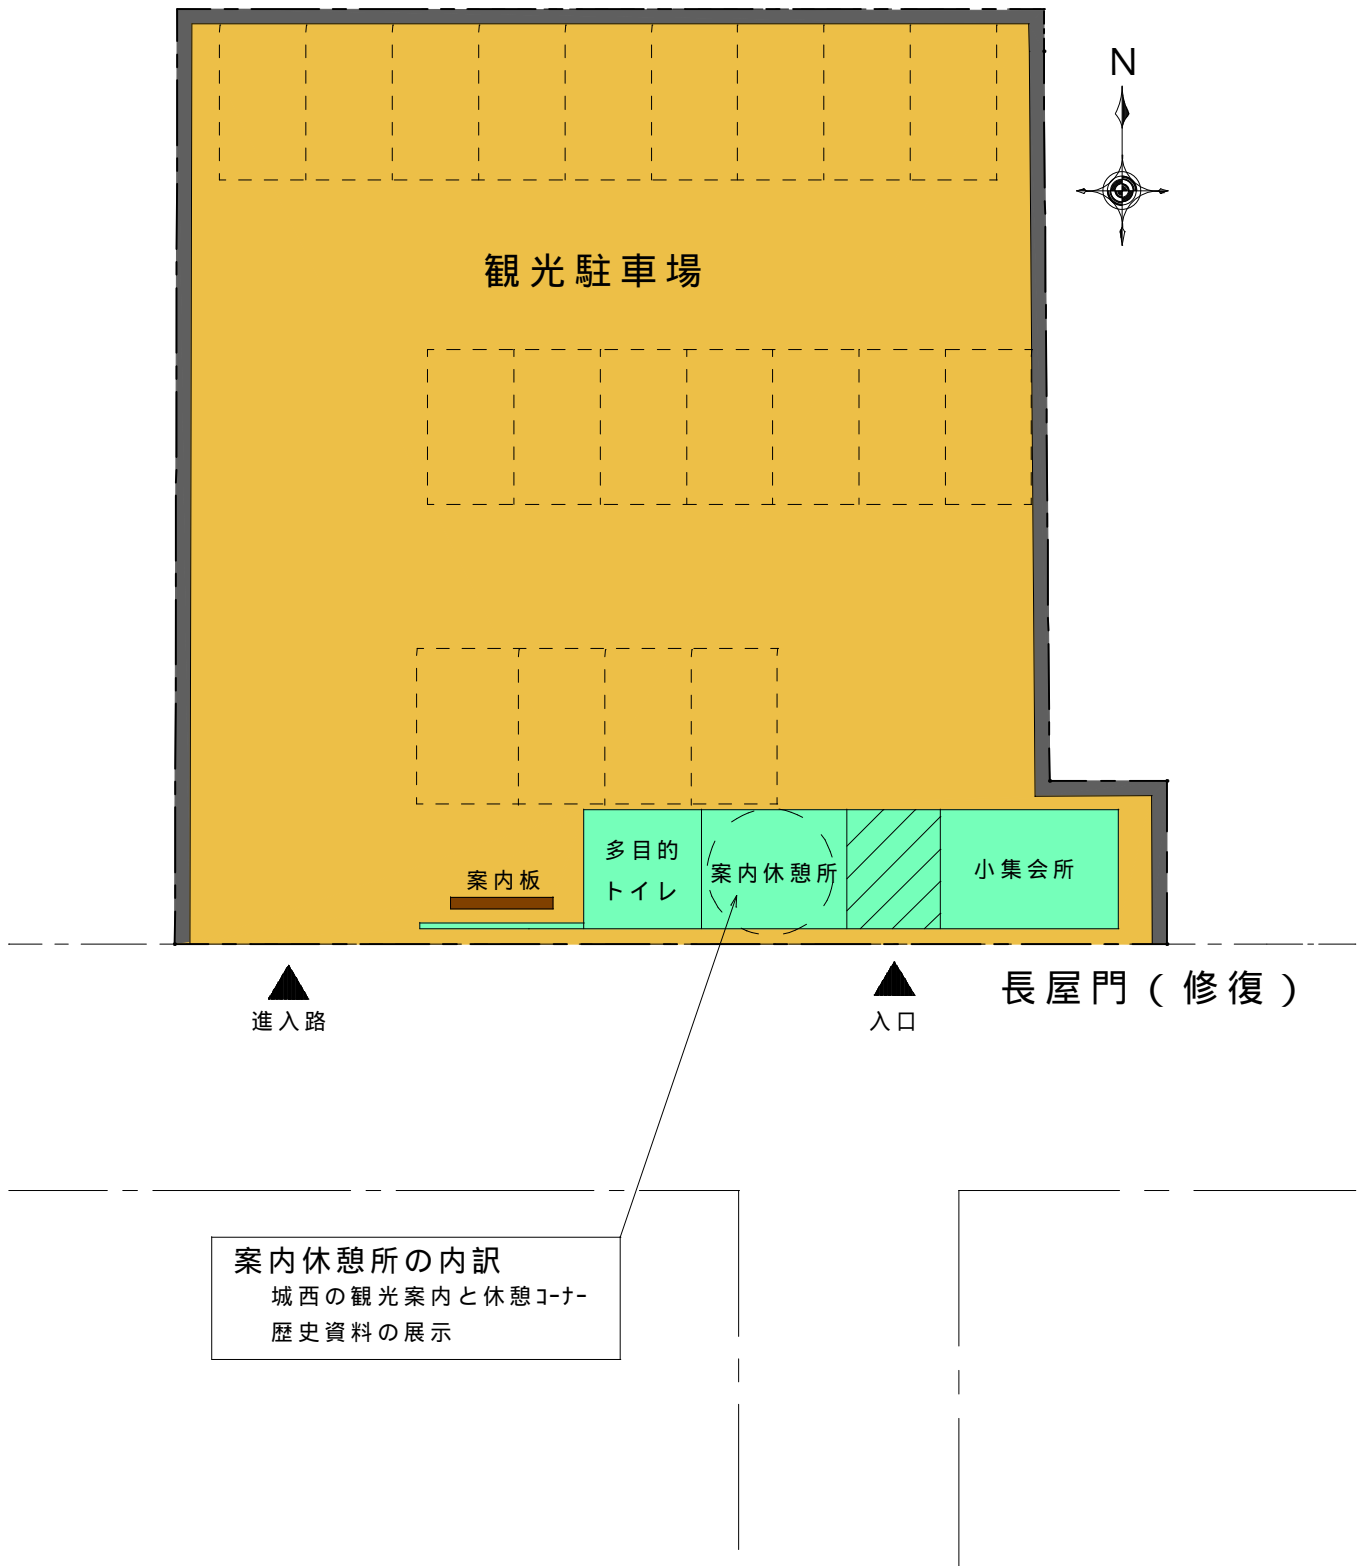 N
観光駐車場
多目的
トイレ
案内休憩所
小集会所
案内板
長屋門(修復)
進入路
入口
案内休憩所の内訳
城西の観光案内と休憩ｺｰﾅｰ
歴史資料の展示